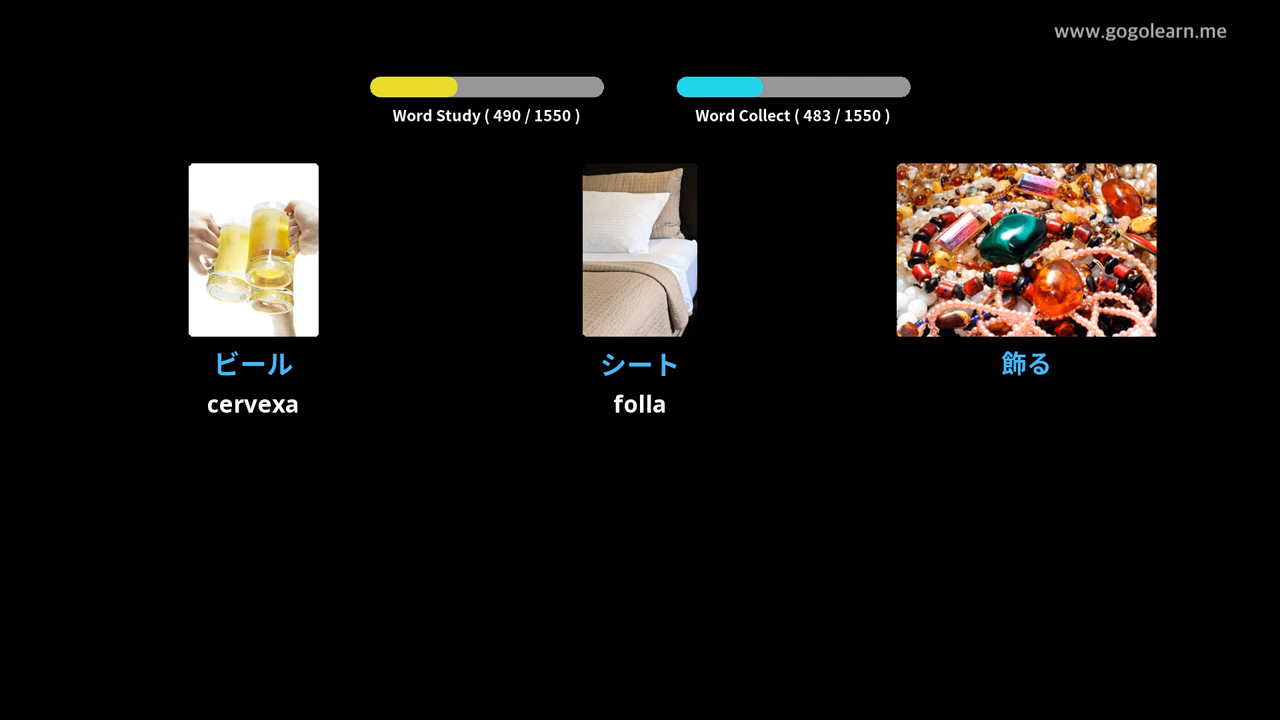 www.gogolearn.me
Word Study ( 490 / 1550 )
Word Collect ( 483 / 1550 )
ビール
シート
飾る
cervexa
folla